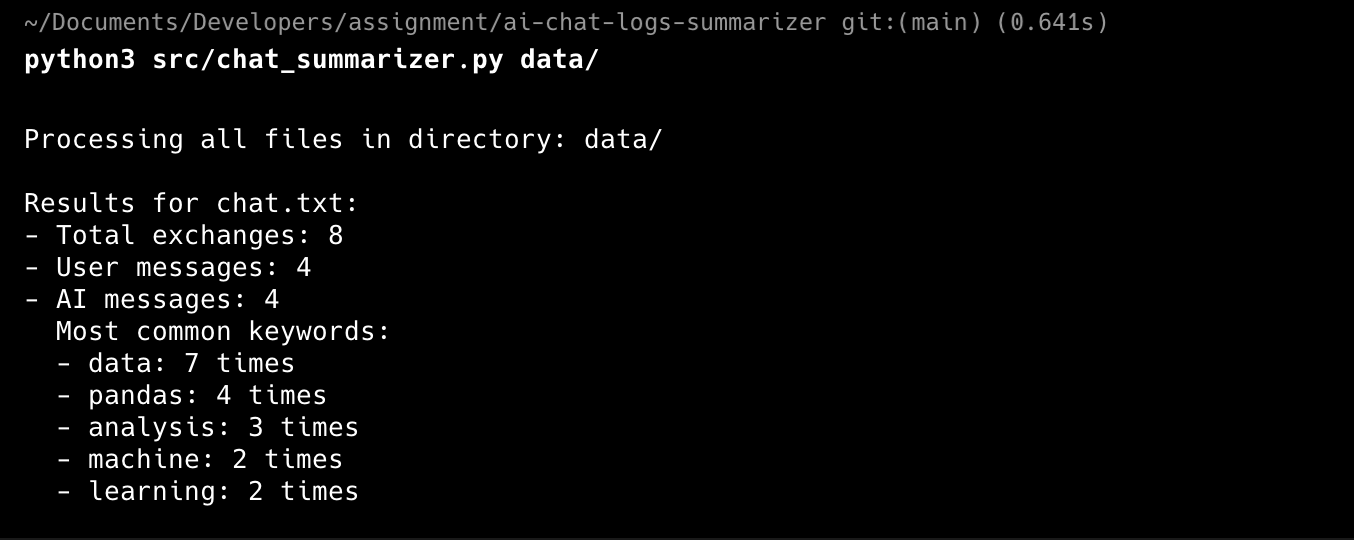 ~/Documents/Developers/assignment/ai-chat-logs-summarizer git:(main) (0.641s)
python3 src/chat_summarizer.py data/
Processing all files in directory: data/
Results for chat.txt:
- Total exchanges: 8
- User messages: 4
- AI messages: 4
  Most common keywords:
  - data: 7 times
  - pandas: 4 times
  - analysis: 3 times
  - machine: 2 times
  - learning: 2 times